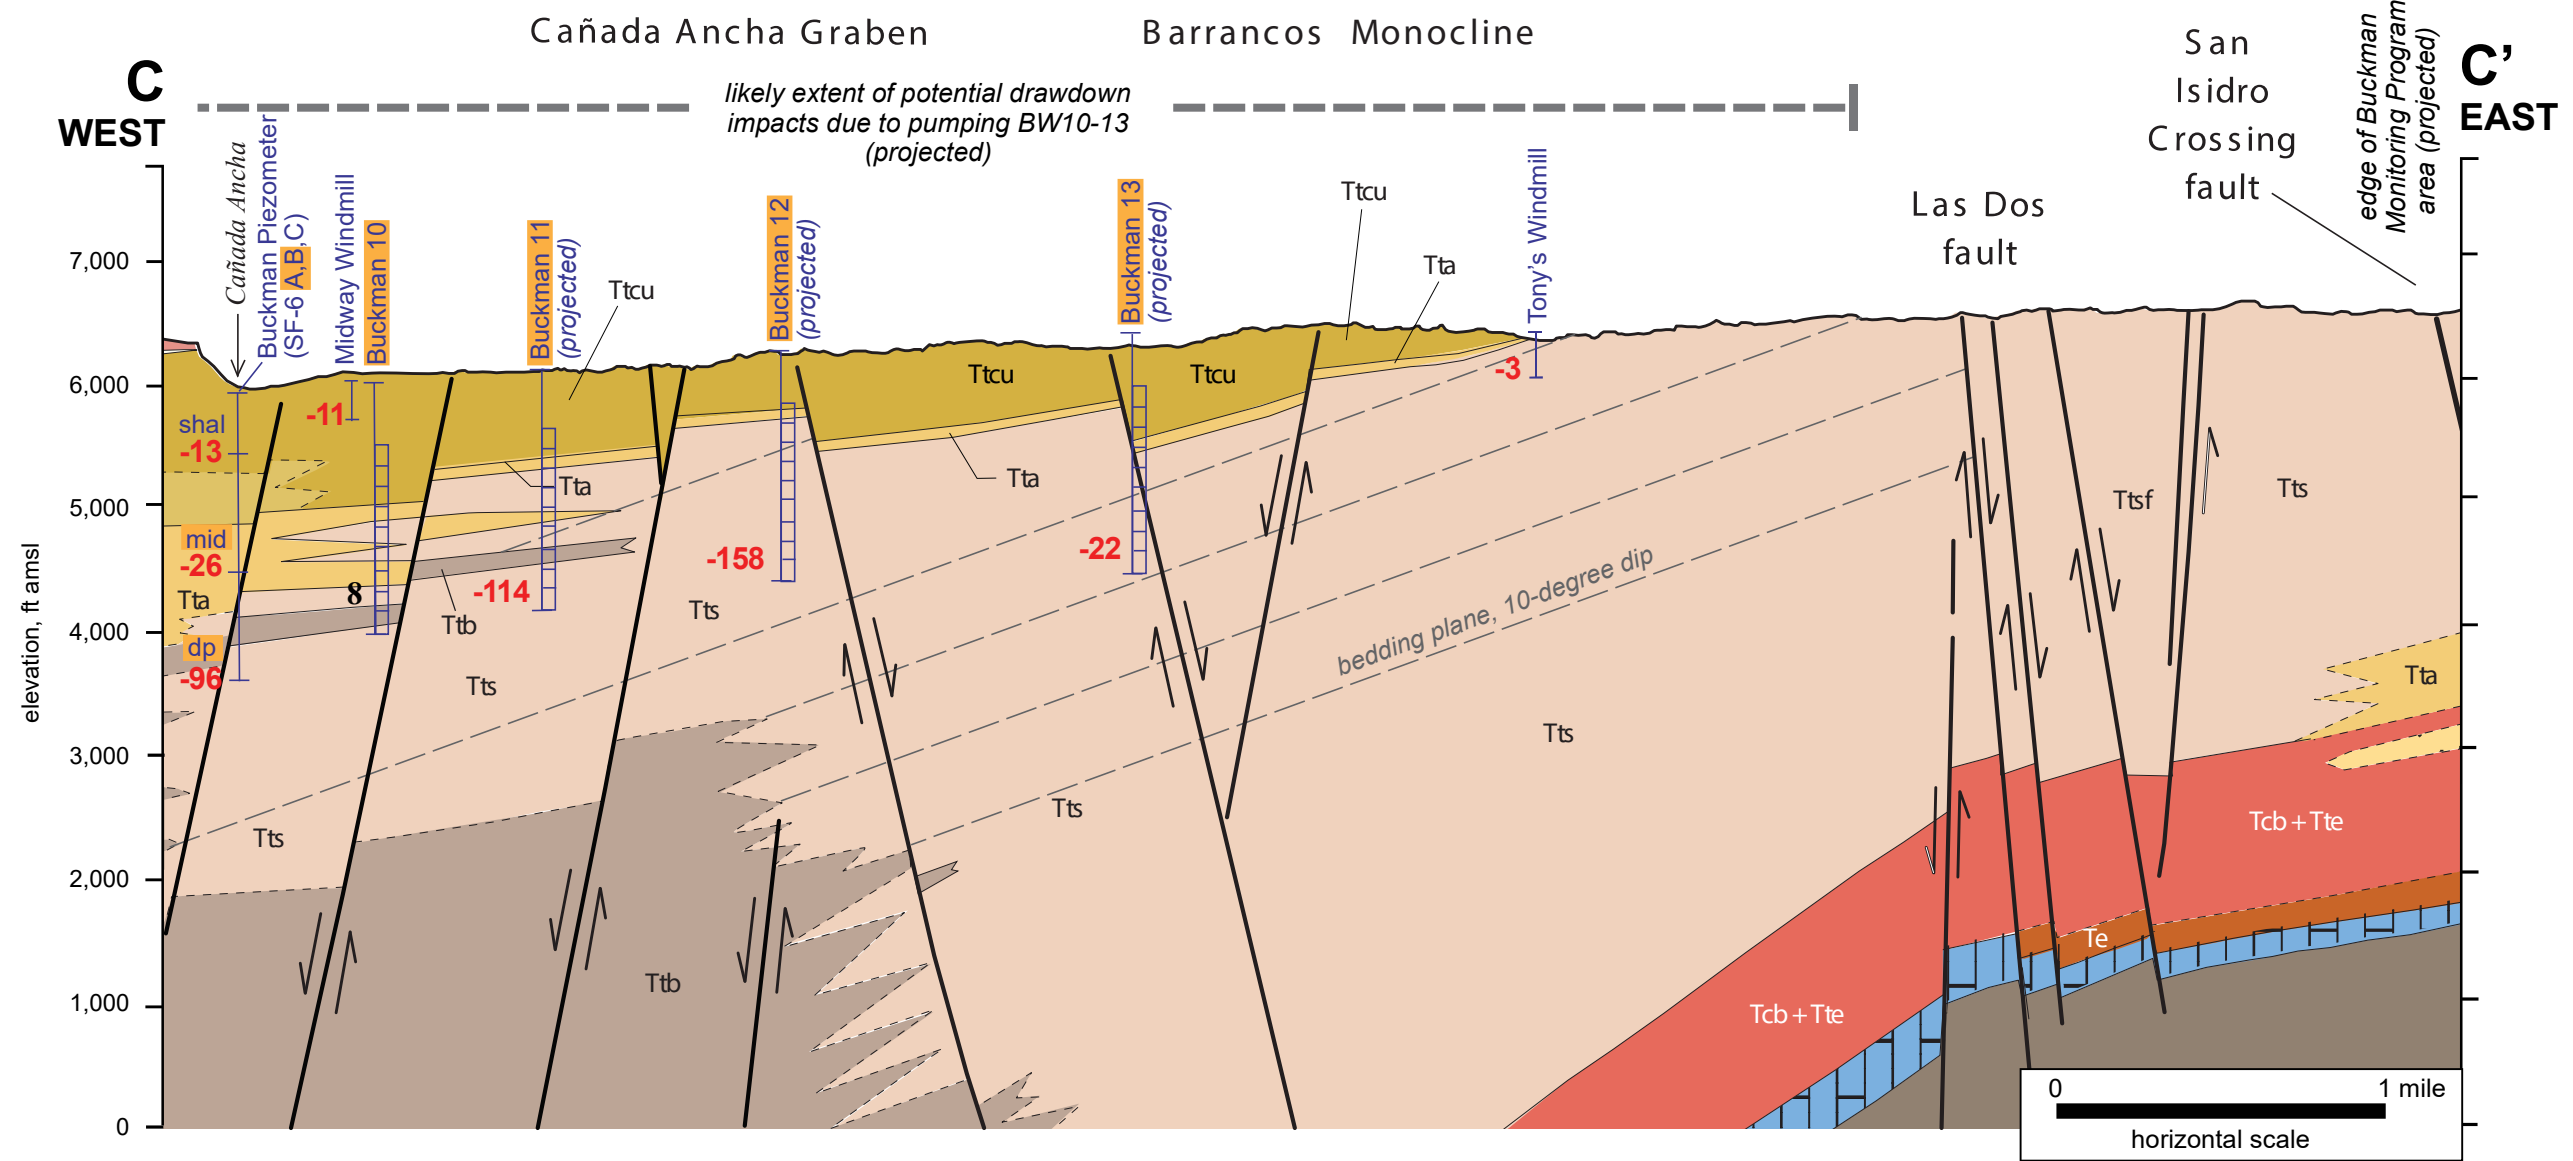 Cañada Ancha Graben
Barrancos Monocline
San
Isidro
Crossing
fault
edge of Buckman
Monitoring Program
area (projected)
C
WEST
C’
EAST
likely extent of potential drawdown
impacts due to pumping BW10-13
(projected)
Las Dos
fault
Cañada Ancha
Buckman Piezometer
(SF-6 A,B,C)
Midway Windmill
Buckman 10
Buckman 11
(projected)
Buckman 12
(projected)
Buckman 13
(projected)
Tony’s Windmill
elevation, ft amsl
7,000
6,000
5,000
4,000
3,000
2,000
1,000
0
Ttcu
Ttcu
Tta
Ttcu
Ttcu
-3
-11
shal
-13
Tta
Tta
Ttsf
Tts
mid
-26
-158
-22
8
-114
Tta
Ttb
Tts
bedding plane, 10-degree dip
dp
-96
Tts
Tta
Tts
Tts
Tts
Tcb + Tte
Te
Ttb
Tcb + Tte
0
1 mile
horizontal scale